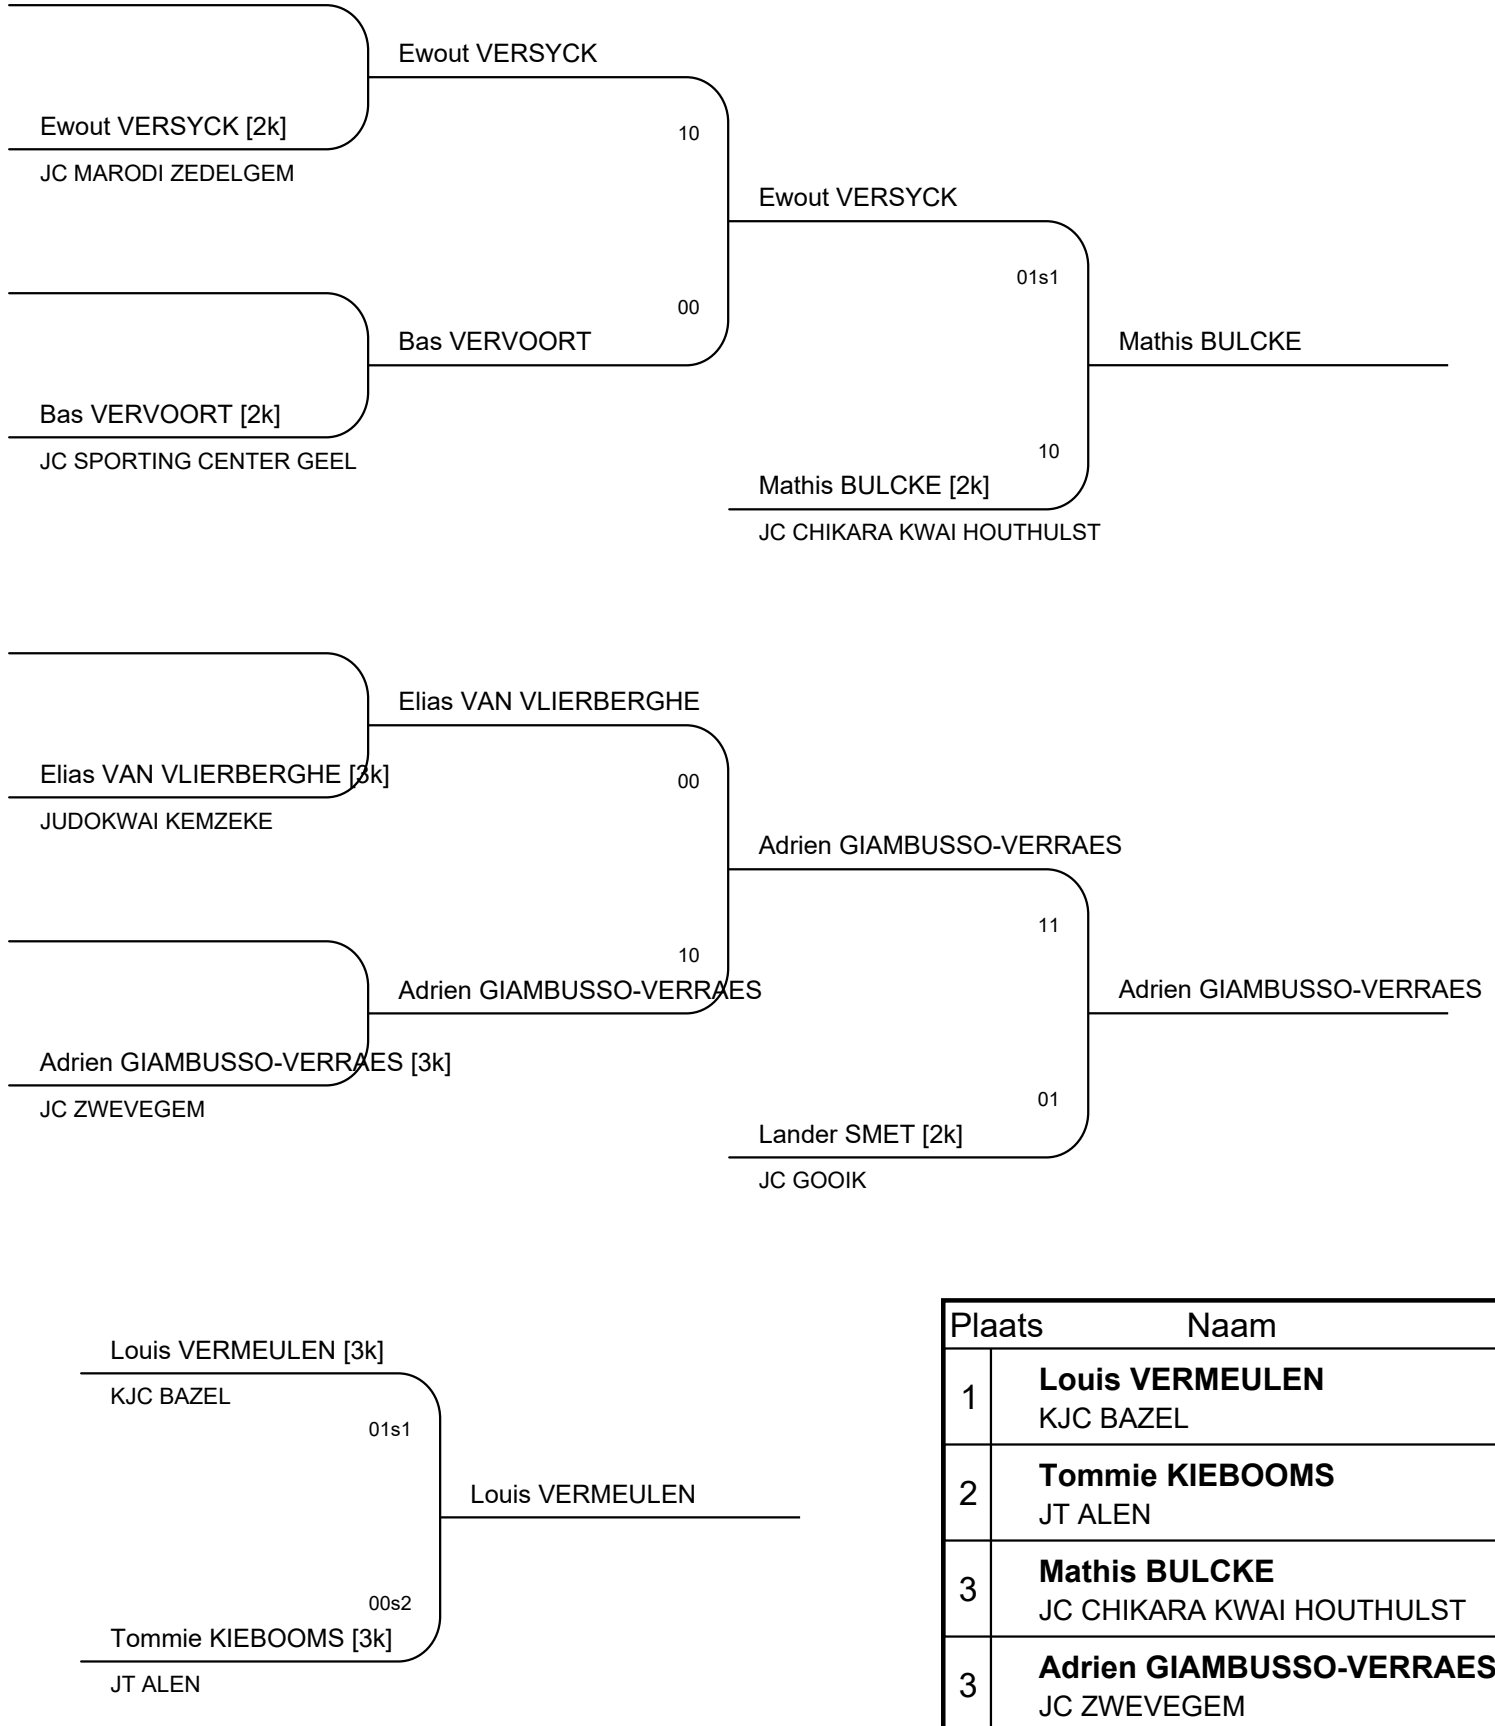 Ewout VERSYCK
Ewout VERSYCK [2k]
JC MARODI ZEDELGEM
10
Ewout VERSYCK
00
Bas VERVOORT
Bas VERVOORT [2k]
JC SPORTING CENTER GEEL
01s1
Mathis BULCKE
10
Mathis BULCKE [2k]
JC CHIKARA KWAI HOUTHULST
Elias VAN VLIERBERGHE
Elias VAN VLIERBERGHE [3k]
JUDOKWAI KEMZEKE
00
Adrien GIAMBUSSO-VERRAES
10
Adrien GIAMBUSSO-VERRAES
Adrien GIAMBUSSO-VERRAES [3k]
JC ZWEVEGEM
11
Adrien GIAMBUSSO-VERRAES
01
Lander SMET [2k]
JC GOOIK
Louis VERMEULEN [3k]
KJC BAZEL
01s1
Louis VERMEULEN
00s2
Tommie KIEBOOMS [3k]
JT ALEN
Plaats Naam
1 Louis VERMEULEN
KJC BAZEL
2 Tommie KIEBOOMS
JT ALEN
3 Mathis BULCKE
JC CHIKARA KWAI HOUTHULST
3 Adrien GIAMBUSSO-VERRAES
JC ZWEVEGEM